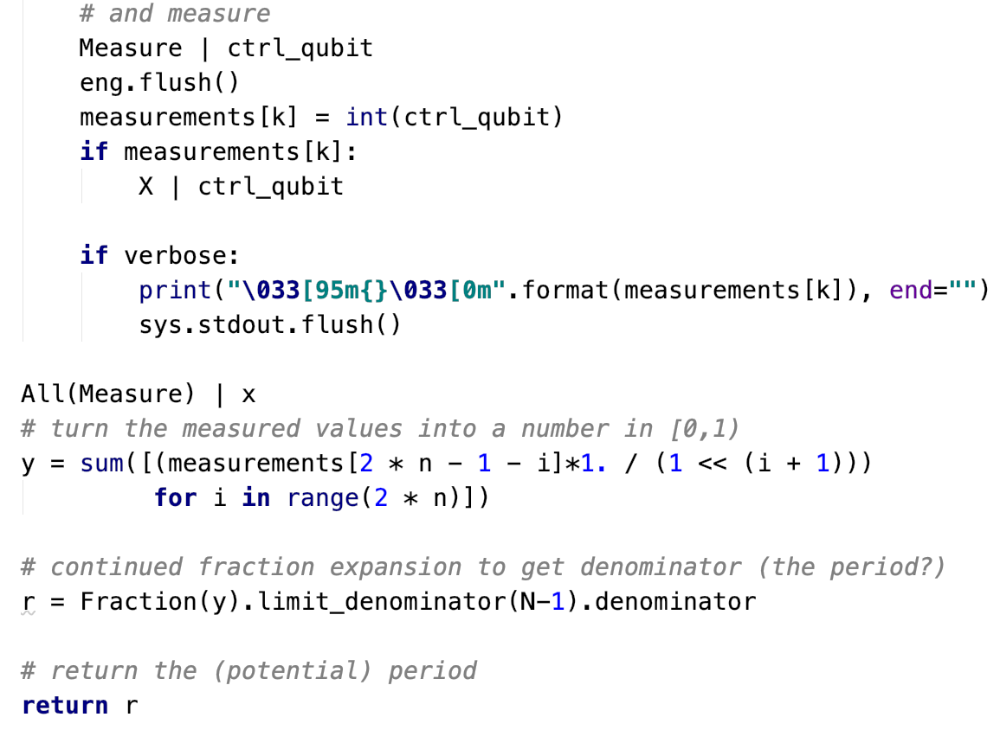 # and measure
Measure | ctrl_qubit
eng.flush()
measurements[k] = int(ctrl_qubit)
if measurements[k]:
X | ctrl_qubit
if verbose:
print("\033[95m{}\033[0m".format(measurements[k]), end="")
sys.stdout.flush()
All(Measure) | x
# turn the measured values into a number in [0,1)
y = sum([(measurements[2 * n - 1 - i]*1. / (1 << (i + 1)))
for i in range(2 * n)])
# continued fraction expansion to get denominator (the period?)
r = Fraction(y).limit_denominator(N-1).denominator
# return the (potential) period
return r